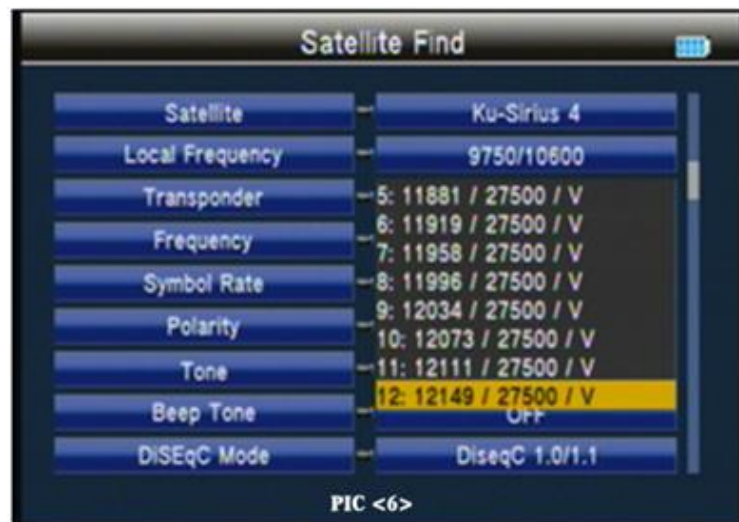 Satellite Find
Satellite Ku-Sirius 4
Local Frequency 9750/10600
Transponder 5: 11881 / 27500 / V
6: 11919 / 27500 / V
Frequency 7: 11958 / 27500 / V
Symbol Rate 8: 11996 / 27500 / V
9: 12034 / 27500 / V
Polarity 10: 12073 / 27500 / V
Tone 11: 12111 / 27500 / V
12: 12149 / 27500 / V
Beep Tone OFF
DiSEqC Mode DiseqC 1.0/1.1
PIC <6>